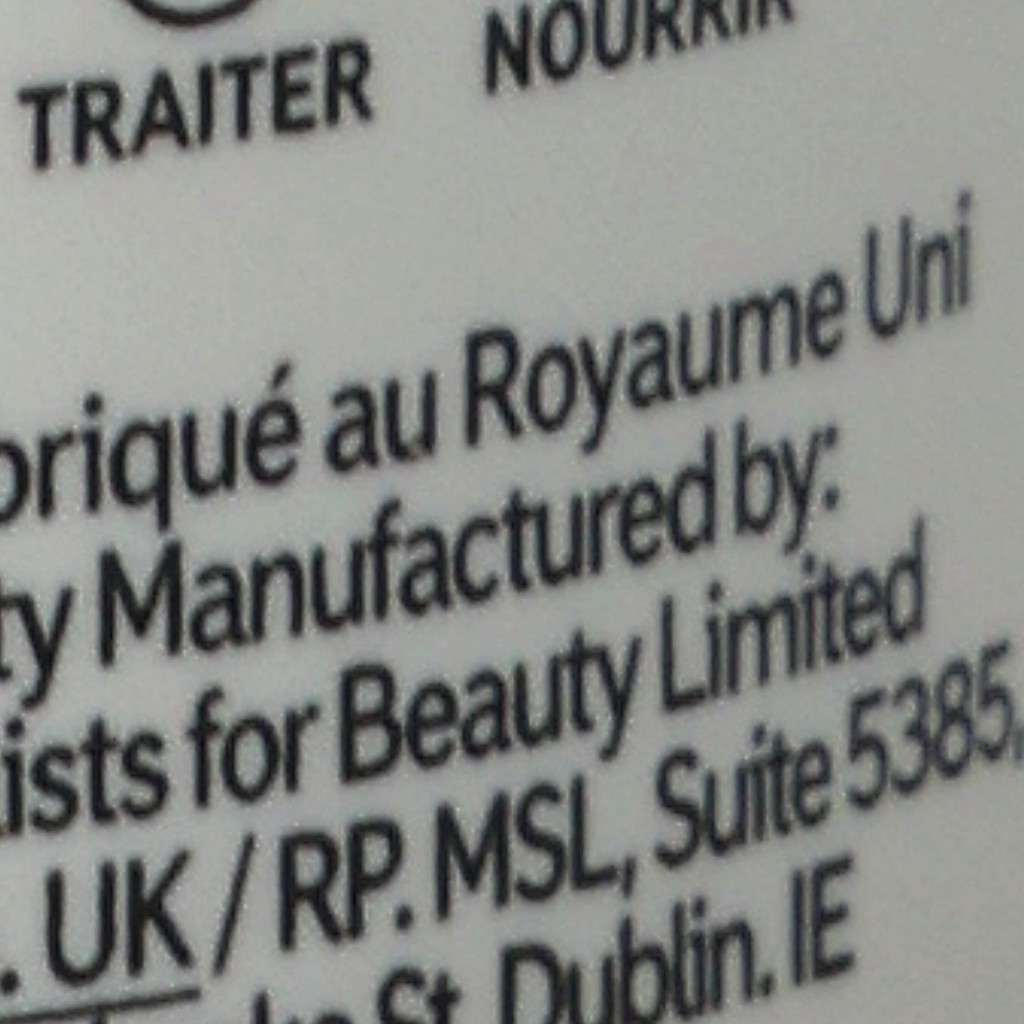 TRAITER NOURRIR
briqué au Royaume Uni
ty Manufactured by:
ists for Beauty Limited
. UK / RP. MSL, Suite 5385,
St, Dublin. IE